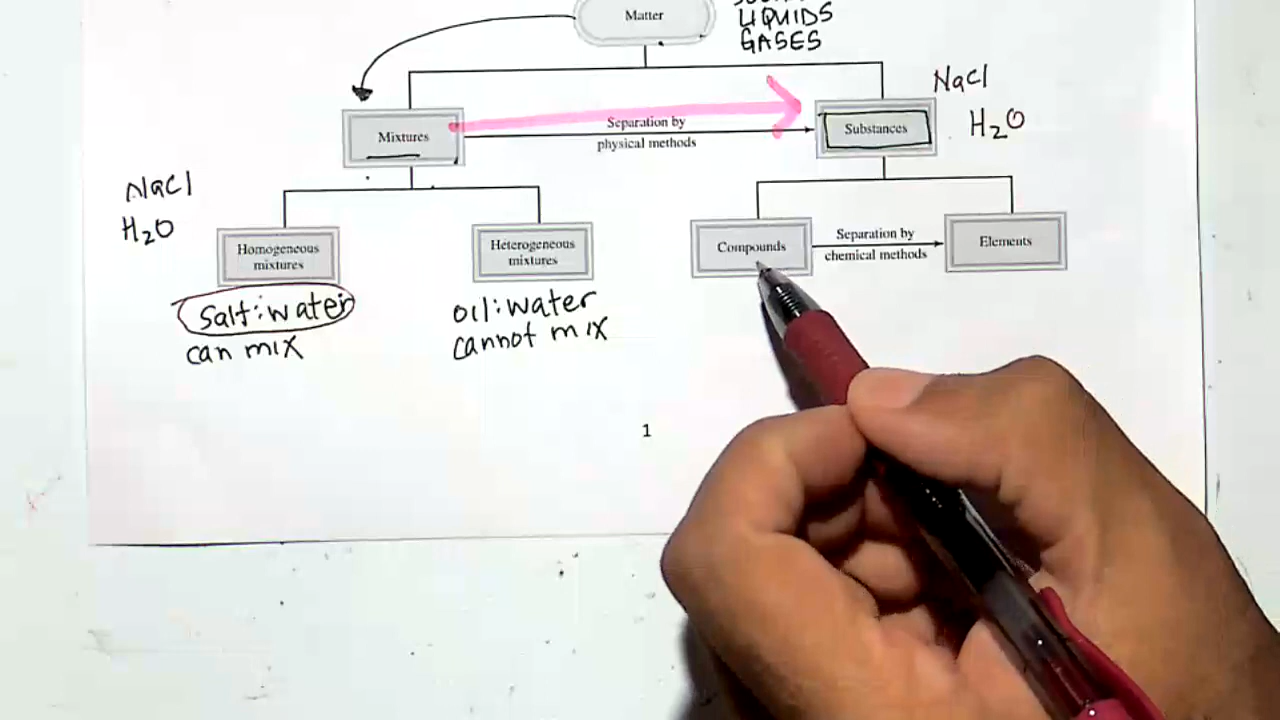 Matter
LIQUIDS
GASES
NaCl
H2O
Mixtures
Separation by
physical methods
Substances
NaCl
H2O
Homogeneous
mixtures
Heterogeneous
mixtures
Compounds
Separation by
chemical methods
Elements
Salt:water
can mix
oil:water
cannot mix
1